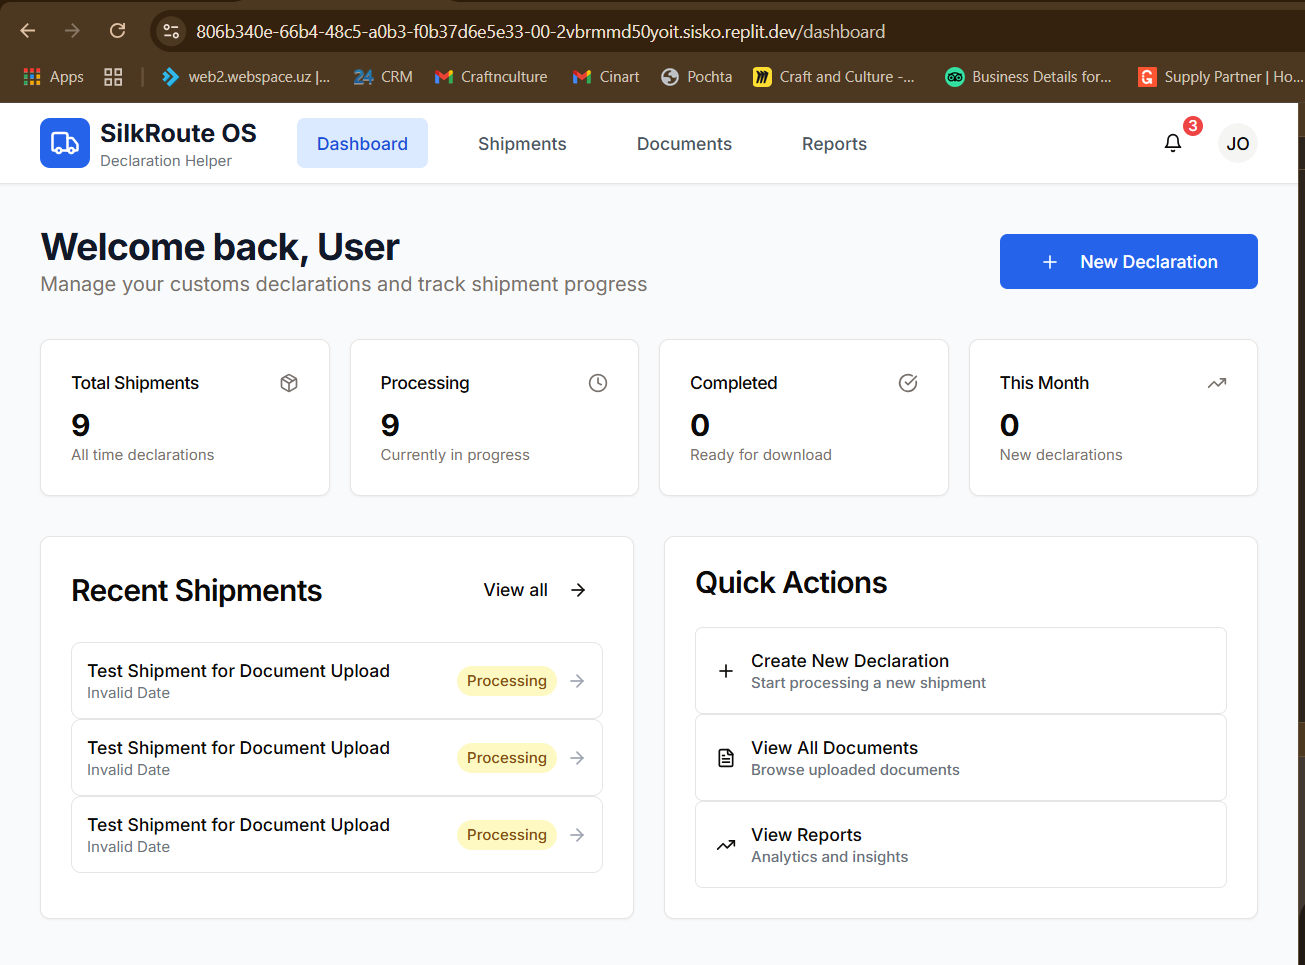 806b340e-66b4-48c5-a0b3-f0b37d6e5e33-00-2vbrmmd50yoit.sisko.replit.dev/dashboard
Apps web2.webspace.uz |... 24 CRM Craftnculture Cinart Pochta Craft and Culture -... Business Details for... G Supply Partner | Ho...
SilkRoute OS
Declaration Helper
Dashboard Shipments Documents Reports 3 JO
Welcome back, User
Manage your customs declarations and track shipment progress
+ New Declaration
Total Shipments
9
All time declarations
Processing
9
Currently in progress
Completed
0
Ready for download
This Month
0
New declarations
Recent Shipments
View all →
Test Shipment for Document Upload
Invalid Date
Processing →
Test Shipment for Document Upload
Invalid Date
Processing →
Test Shipment for Document Upload
Invalid Date
Processing →
Quick Actions
+ Create New Declaration
Start processing a new shipment
View All Documents
Browse uploaded documents
View Reports
Analytics and insights